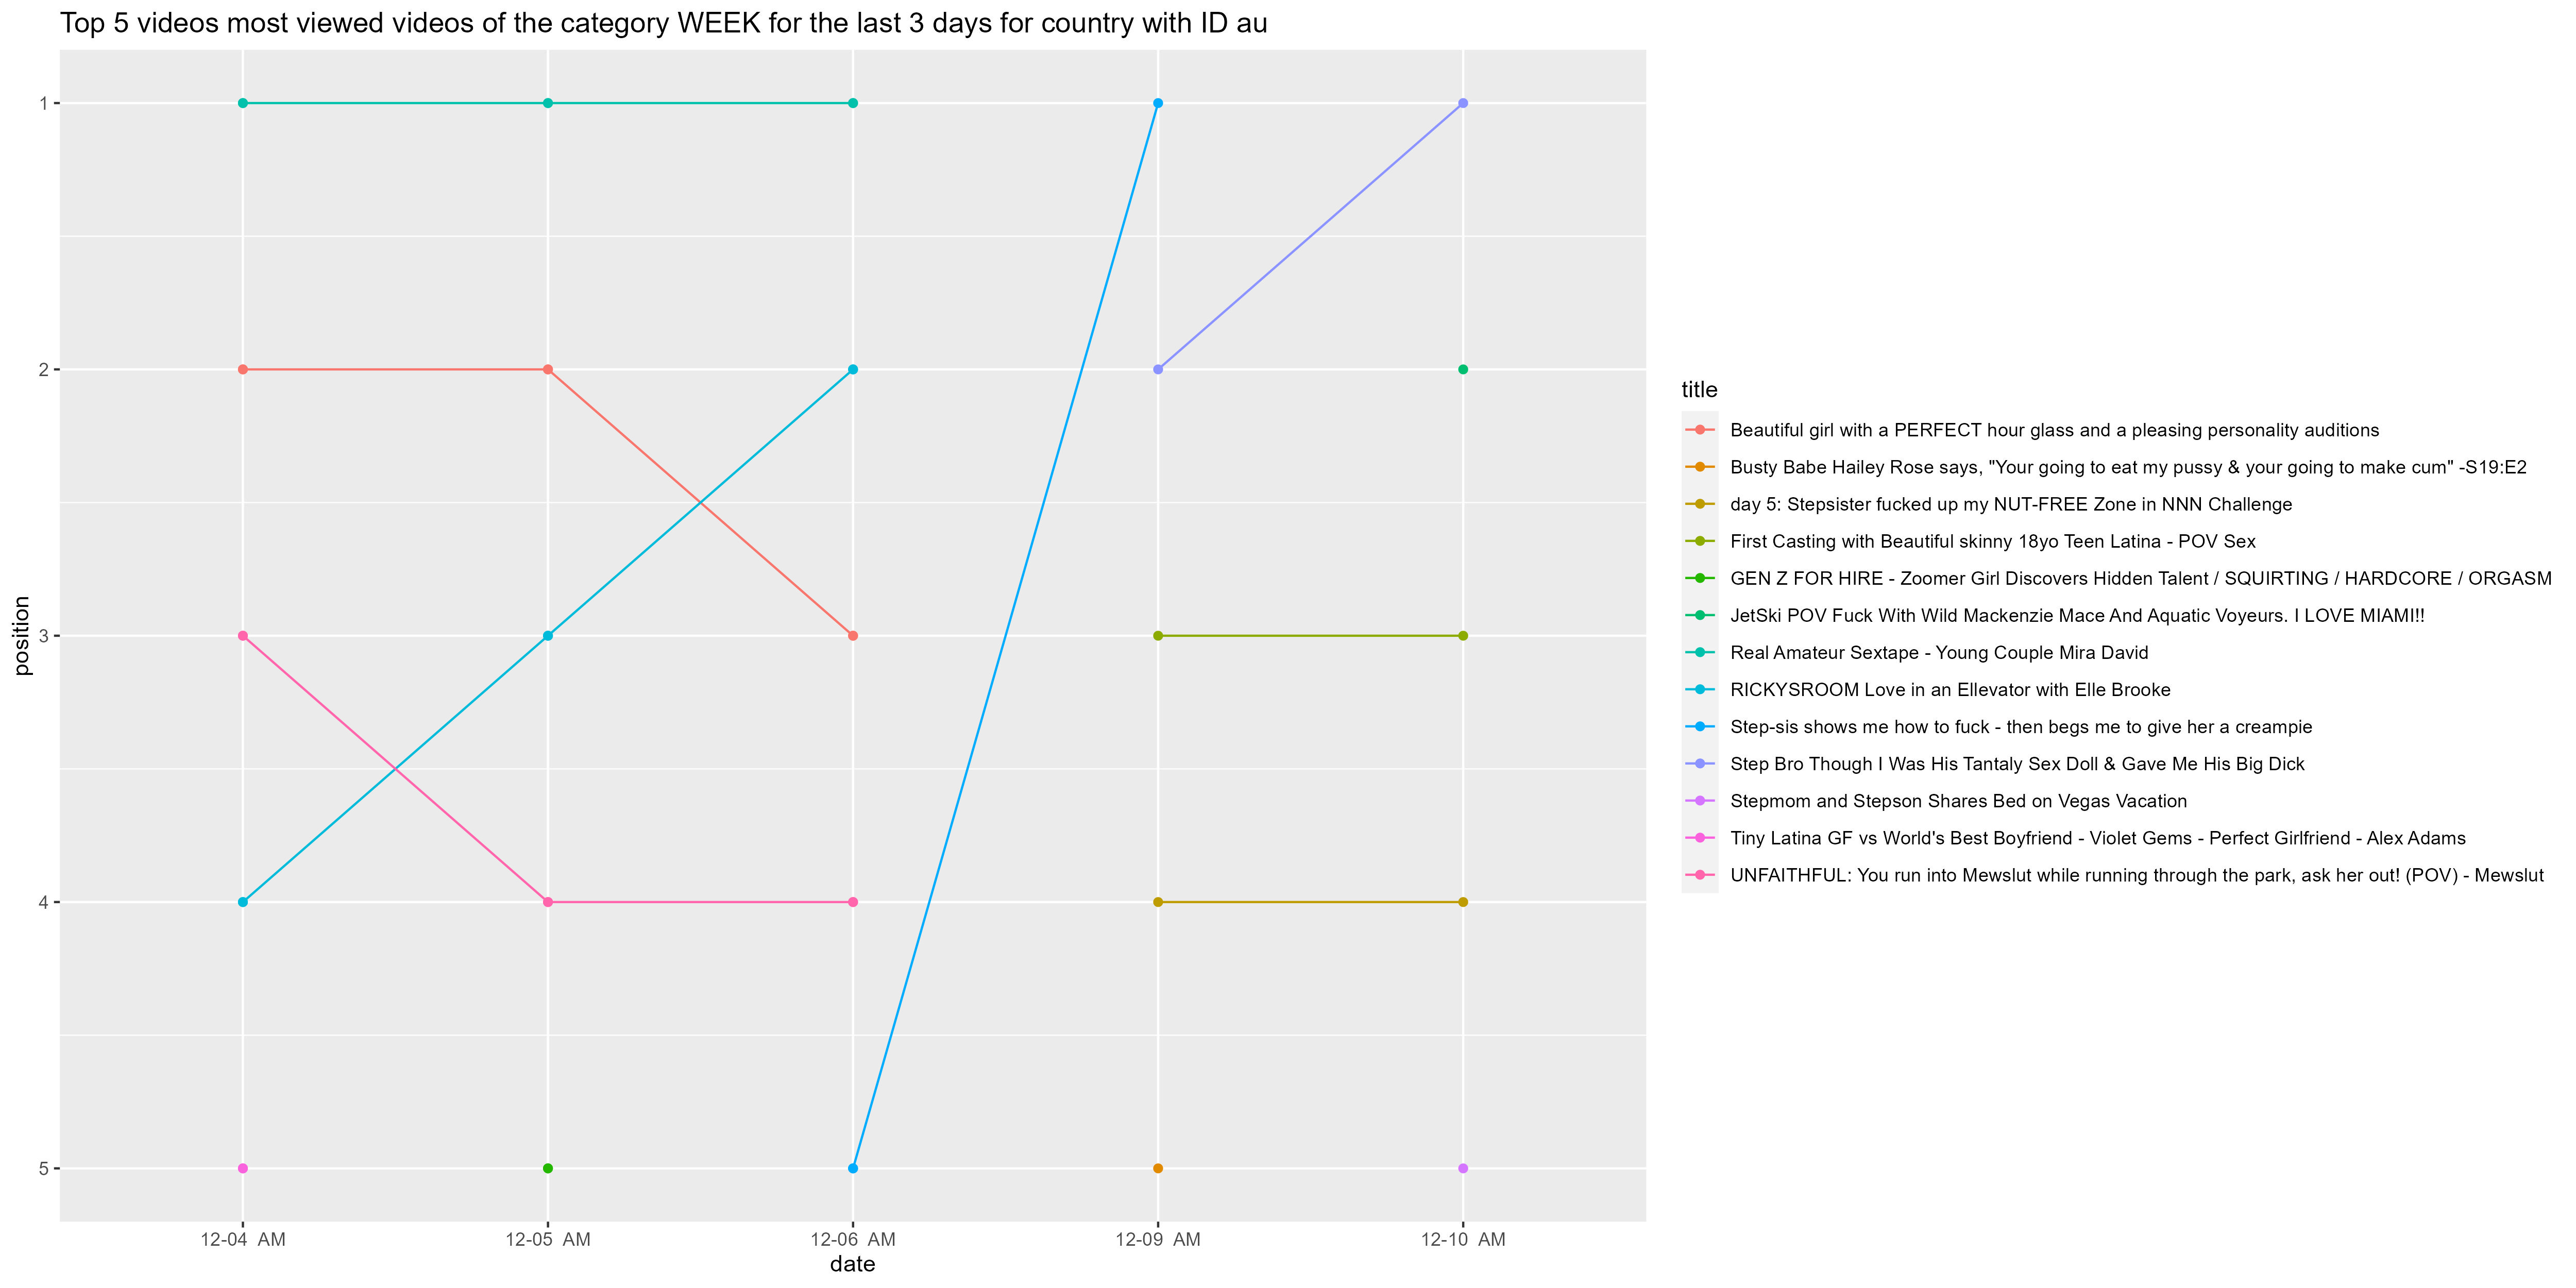 Top 5 videos most viewed videos of the category WEEK for the last 3 days for country with ID au
position
1
2
3
4
5
12-04  AM
12-05  AM
12-06  AM
12-09  AM
12-10  AM
date
title
Beautiful girl with a PERFECT hour glass and a pleasing personality auditions
Busty Babe Hailey Rose says, "Your going to eat my pussy & your going to make cum" -S19:E2
day 5: Stepsister fucked up my NUT-FREE Zone in NNN Challenge
First Casting with Beautiful skinny 18yo Teen Latina - POV Sex
GEN Z FOR HIRE - Zoomer Girl Discovers Hidden Talent / SQUIRTING / HARDCORE / ORGASM
JetSki POV Fuck With Wild Mackenzie Mace And Aquatic Voyeurs. I LOVE MIAMI!!
Real Amateur Sextape - Young Couple Mira David
RICKYSROOM Love in an Ellevator with Elle Brooke
Step-sis shows me how to fuck - then begs me to give her a creampie
Step Bro Though I Was His Tantaly Sex Doll & Gave Me His Big Dick
Stepmom and Stepson Shares Bed on Vegas Vacation
Tiny Latina GF vs World's Best Boyfriend - Violet Gems - Perfect Girlfriend - Alex Adams
UNFAITHFUL: You run into Mewslut while running through the park, ask her out! (POV) - Mewslut